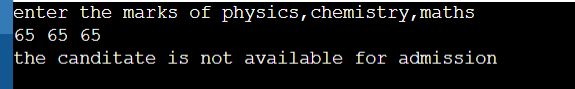 enter the marks of physics,chemistry,maths
65 65 65
the canditate is not available for admission